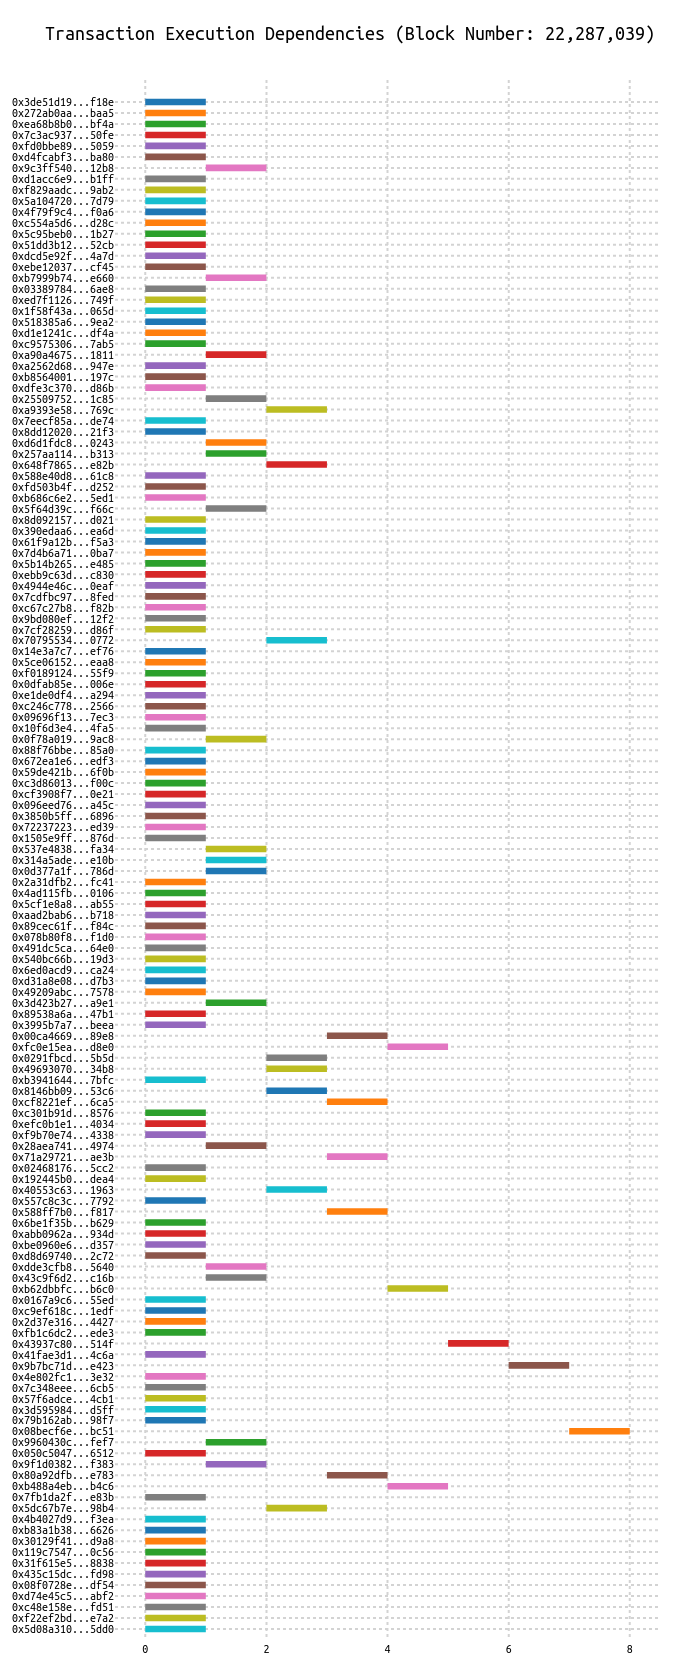 Transaction Execution Dependencies (Block Number: 22,287,039)
0x3de51d19...f18e
0x272ab0aa...baa5
0xea68b8b0...bf4a
0x7c3ac937...50fe
0xfd0bbe89...5059
0xd4fcabf3...ba80
0x9c3ff540...12b8
0xd1acc6e9...b1ff
0xf829aadc...9ab2
0x5a104720...7d79
0x4f79f9c4...f0a6
0xc554a5d6...d28c
0x5c95beb0...1b27
0x51dd3b12...52cb
0xdcd5e92f...4a7d
0xebe12037...cf45
0xb7999b74...e660
0x03389784...6ae8
0xed7f1126...749f
0x1f58f43a...065d
0x518385a6...9ea2
0xd1e1241c...df4a
0xc9575306...7ab5
0xa90a4675...1811
0xa2562d68...947e
0xb8564001...197c
0xdfe3c370...d86b
0x25509752...1c85
0xa9393e58...769c
0x7eecf85a...de74
0x8dd12020...21f3
0xd6d1fdc8...0243
0x257aa114...b313
0x648f7865...e82b
0x588e40d8...61c8
0xfd503b4f...d252
0xb686c6e2...5ed1
0x5f64d39c...f66c
0x8d092157...d021
0x390edaa6...ea6d
0x61f9a12b...f5a3
0x7d4b6a71...0ba7
0x5b14b265...e485
0xebb9c63d...c830
0x4944e46c...0eaf
0x7cdfbc97...8fed
0xc67c27b8...f82b
0x9bd080ef...12f2
0x7cf28259...d86f
0x70795534...0772
0x14e3a7c7...ef76
0x5ce06152...eaa8
0xf0189124...55f9
0x0dfab85e...006e
0xe1de0df4...a294
0xc246c778...2566
0x09696f13...7ec3
0x10f6d3e4...4fa5
0x0f78a019...9ac8
0x88f76bbe...85a0
0x672ea1e6...edf3
0x59de421b...6f0b
0xc3d86013...f00c
0xcf3908f7...0e21
0x096eed76...a45c
0x3850b5ff...6896
0x72237223...ed39
0x1505e9ff...876d
0x537e4838...fa34
0x314a5ade...e10b
0x0d377a1f...786d
0x2a31dfb2...fc41
0x4ad115fb...0106
0x5cf1e8a8...ab55
0xaad2bab6...b718
0x89cec61f...f84c
0x078b80f8...f1d0
0x491dc5ca...64e0
0x540bc66b...19d3
0x6ed0acd9...ca24
0xd31a8e08...d7b3
0x49209abc...7578
0x3d423b27...a9e1
0x89538a6a...47b1
0x3995b7a7...beea
0x00ca4669...89e8
0xfc0e15ea...d8e0
0x0291fbcd...5b5d
0x49693070...34b8
0xb3941644...7bfc
0x8146bb09...53c6
0xcf8221ef...6ca5
0xc301b91d...8576
0xefc0b1e1...4034
0xf9b70e74...4338
0x28aea741...4974
0x71a29721...ae3b
0x02468176...5cc2
0x192445b0...dea4
0x40553c63...1963
0x557c8c3c...7792
0x588ff7b0...f817
0x6be1f35b...b629
0xabb0962a...934d
0xbe0960e6...d357
0xd8d69740...2c72
0xdde3cfb8...5640
0x43c9f6d2...c16b
0xb62dbbfc...b6c0
0x0167a9c6...55ed
0xc9ef618c...1edf
0x2d37e316...4427
0xfb1c6dc2...ede3
0x43937c80...514f
0x41fae3d1...4c6a
0x9b7bc71d...e423
0x4e802fc1...3e32
0x7c348eee...6cb5
0x57f6adce...4cb1
0x3d595984...d5ff
0x79b162ab...98f7
0x08becf6e...bc51
0x9960430c...fef7
0x050c5047...6512
0x9f1d0382...f383
0x80a92dfb...e783
0xb488a4eb...b4c6
0x7fb1da2f...e83b
0x5dc67b7e...98b4
0x4b4027d9...f3ea
0xb83a1b38...6626
0x30129f41...d9a8
0x119c7547...0c56
0x31f615e5...8838
0x435c15dc...fd98
0x08f0728e...df54
0xd74e45c5...abf2
0xc48e158e...fd51
0xf22ef2bd...e7a2
0x5d08a310...5dd0
0 2 4 6 8